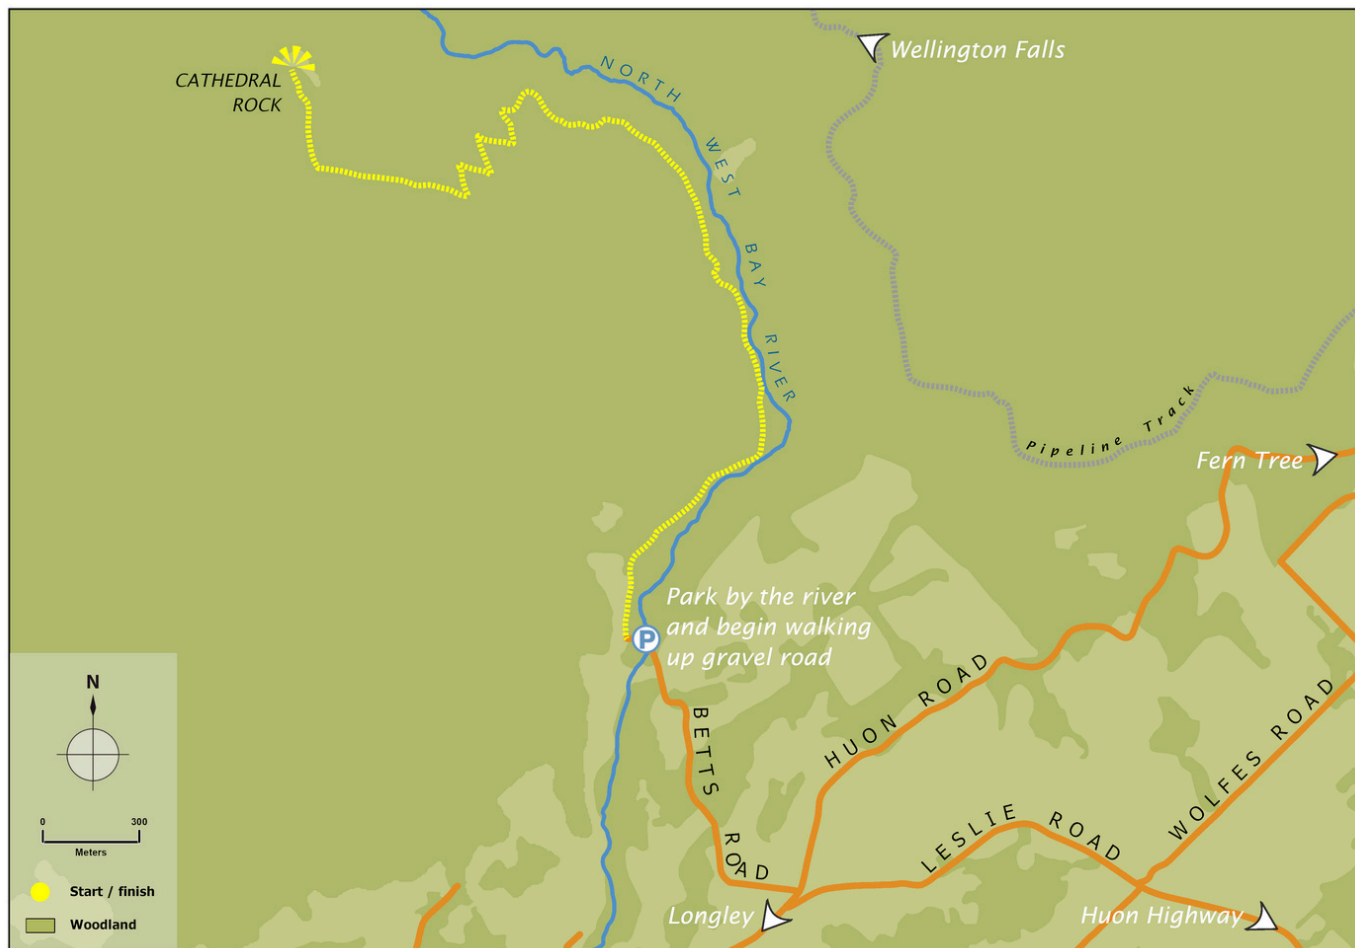 Wellington Falls
CATHEDRAL
ROCK
NORTH WEST BAY RIVER
Pipeline Track
Fern Tree
Park by the river
and begin walking
up gravel road
P
HUON ROAD
BETTS ROAD
LESLIE ROAD
WOLFES ROAD
Longley
Huon Highway
N
0 300
Meters
Start / finish
Woodland